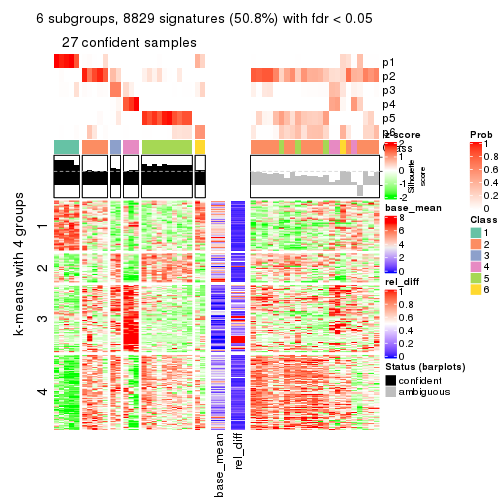 6 subgroups, 8829 signatures (50.8%) with fdr < 0.05
27 confident samples
p1
p2
p3
p4
p5
p6
Class
Silhouette score
k-means with 4 groups
1
2
3
4
base_mean
rel_diff
z-score
2
1
0
-1
-2
base_mean
8
6
4
2
0
rel_diff
1
0.8
0.6
0.4
0.2
0
Status (barplots)
confident
ambiguous
Prob
1
0.8
0.6
0.4
0.2
0
Class
1
2
3
4
5
6